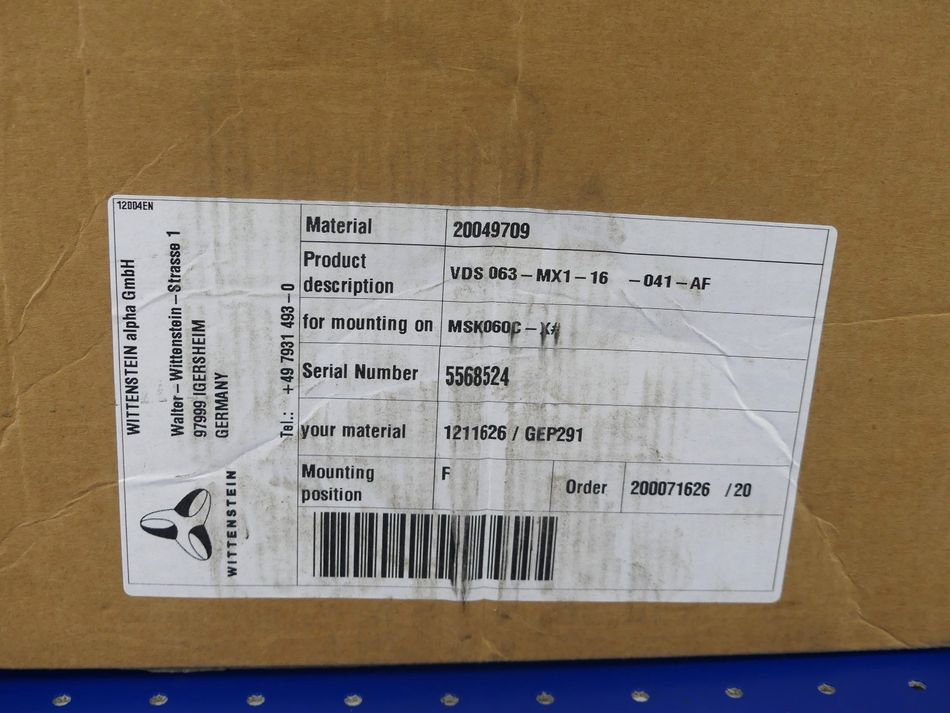 12004EN
WITTENSTEIN alpha GmbH
Walter-Wittenstein-Strasse 1
97999 IGERSHEIM
GERMANY
Tel.: +49 7931 493-0
WITTENSTEIN
Material 20049709
Product
description VDS 063-MX1-16 -041-AF
for mounting on MSK060C-X#
Serial Number 5568524
your material 1211626 / GEP291
Mounting
position F Order 200071626 /20